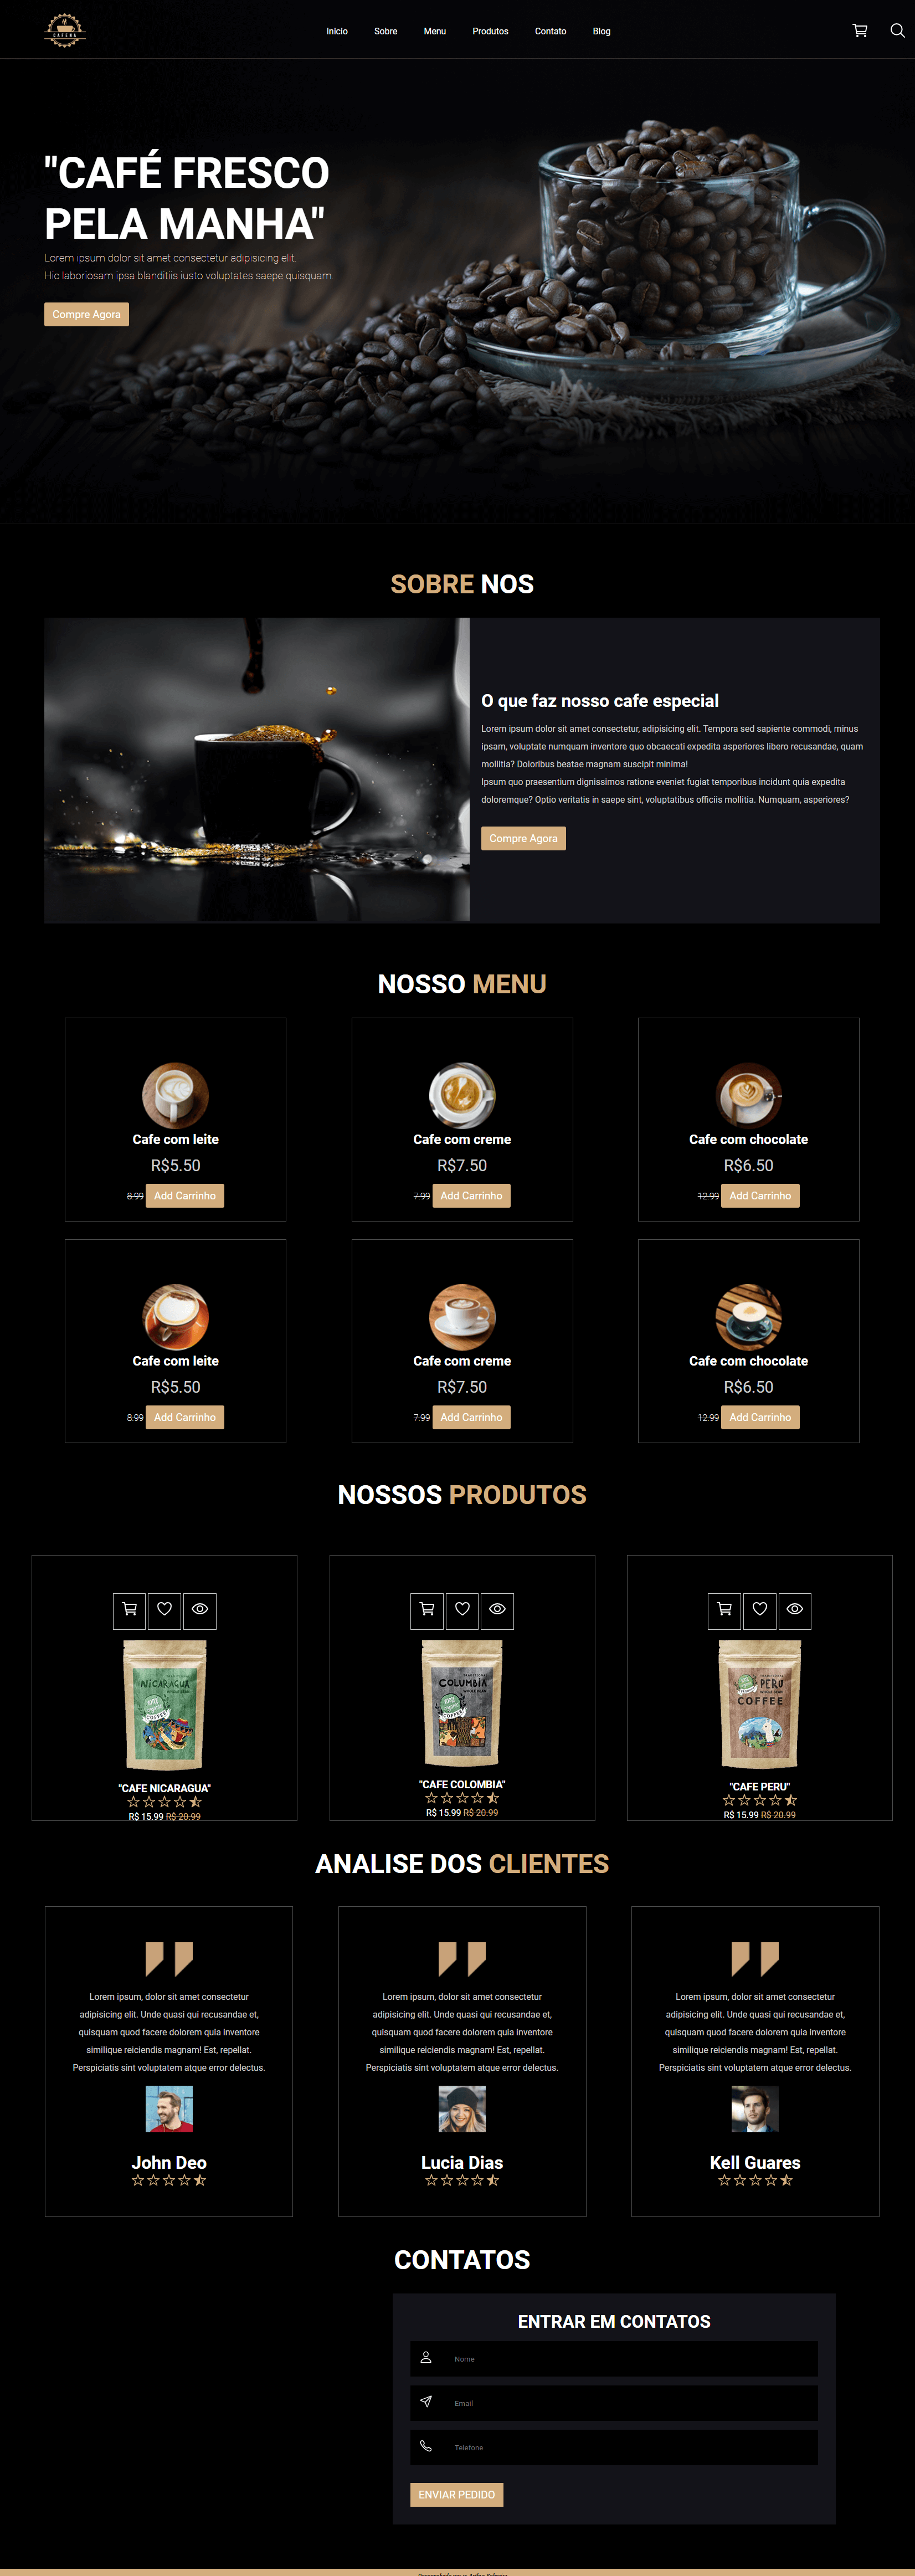 CAFENA
Inicio Sobre Menu Produtos Contato Blog
"CAFÉ FRESCO
PELA MANHA"
Lorem ipsum dolor sit amet consectetur adipisicing elit.
Hic laboriosam ipsa blanditiis iusto voluptates saepe quisquam.
Compre Agora
SOBRE NOS
O que faz nosso cafe especial
Lorem ipsum dolor sit amet consectetur, adipisicing elit. Tempora sed sapiente commodi, minus
ipsam, voluptate numquam inventore quo obcaecati expedita asperiores libero recusandae, quam
mollitia? Doloribus beatae magnam suscipit minima!
Ipsum quo praesentium dignissimos ratione eveniet fugiat temporibus incidunt quia expedita
doloremque? Optio veritatis in saepe sint, voluptatibus officiis mollitia. Numquam, asperiores?
Compre Agora
NOSSO MENU
Cafe com leite
R$5.50
8.99 Add Carrinho
Cafe com creme
R$7.50
7.99 Add Carrinho
Cafe com chocolate
R$6.50
12.99 Add Carrinho
Cafe com leite
R$5.50
8.99 Add Carrinho
Cafe com creme
R$7.50
7.99 Add Carrinho
Cafe com chocolate
R$6.50
12.99 Add Carrinho
NOSSOS PRODUTOS
NICARAGUA
COFFEE
"CAFE NICARAGUA"
R$ 15.99 R$ 20.99
TRADITIONAL
COLUMBIA
WHOLE BEAN
COFFEE
"CAFE COLOMBIA"
R$ 15.99 R$ 20.99
TRADITIONAL
PERU
WHOLE BEAN
COFFEE
"CAFE PERU"
R$ 15.99 R$ 20.99
ANALISE DOS CLIENTES
Lorem ipsum, dolor sit amet consectetur
adipisicing elit. Unde quasi qui recusandae et,
quisquam quod facere dolorem quia inventore
similique reiciendis magnam! Est, repellat.
Perspiciatis sint voluptatem atque error delectus.
John Deo
Lorem ipsum, dolor sit amet consectetur
adipisicing elit. Unde quasi qui recusandae et,
quisquam quod facere dolorem quia inventore
similique reiciendis magnam! Est, repellat.
Perspiciatis sint voluptatem atque error delectus.
Lucia Dias
Lorem ipsum, dolor sit amet consectetur
adipisicing elit. Unde quasi qui recusandae et,
quisquam quod facere dolorem quia inventore
similique reiciendis magnam! Est, repellat.
Perspiciatis sint voluptatem atque error delectus.
Kell Guares
CONTATOS
ENTRAR EM CONTATOS
Nome
Email
Telefone
ENVIAR PEDIDO